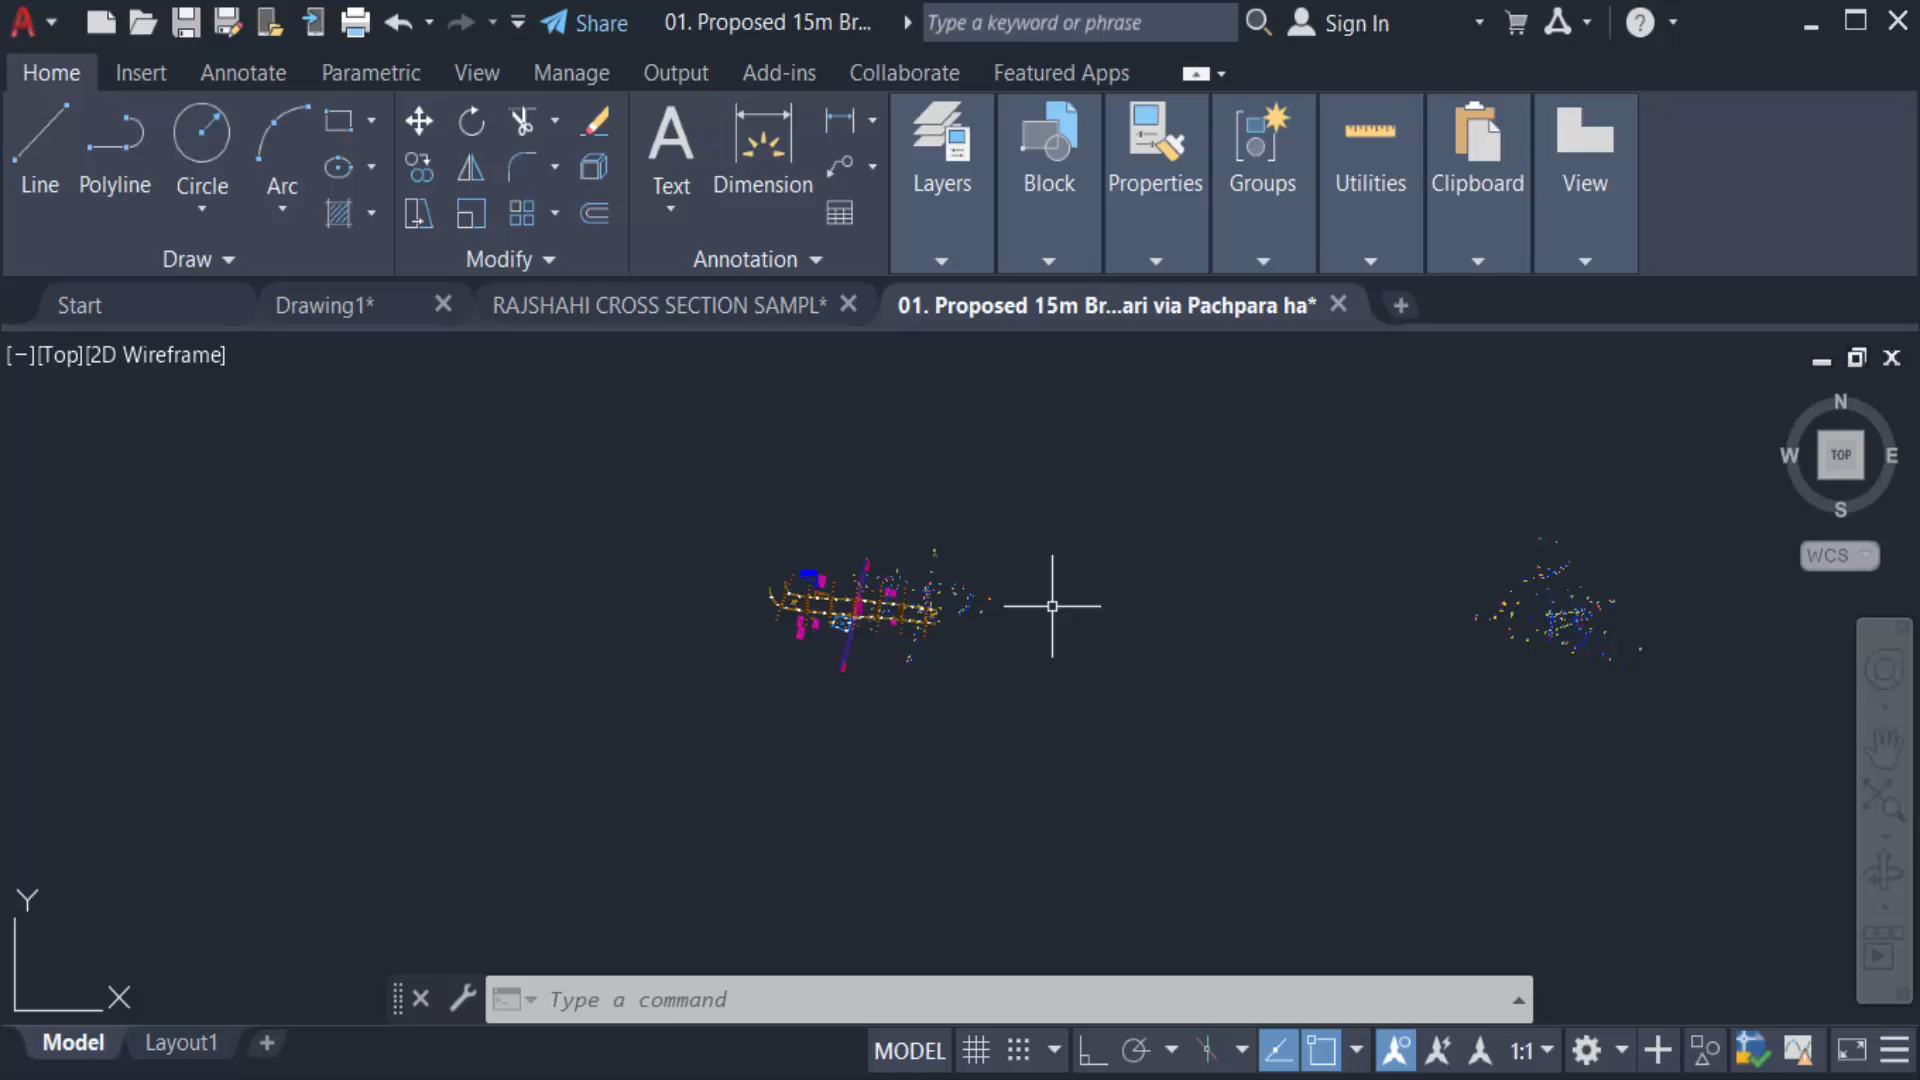 Share 01. Proposed 15m Br... Type a keyword or phrase Sign In
Home Insert Annotate Parametric View Manage Output Add-ins Collaborate Featured Apps
Line Polyline Circle Arc Text Dimension Layers Block Properties Groups Utilities Clipboard View
Draw Modify Annotation
Start Drawing1* RAJSHAHI CROSS SECTION SAMPL* 01. Proposed 15m Br...ari via Pachpara ha*
[−][Top][2D Wireframe]
N
W TOP E
S
WCS
Y
X
Type a command
Model Layout1 MODEL 1:1